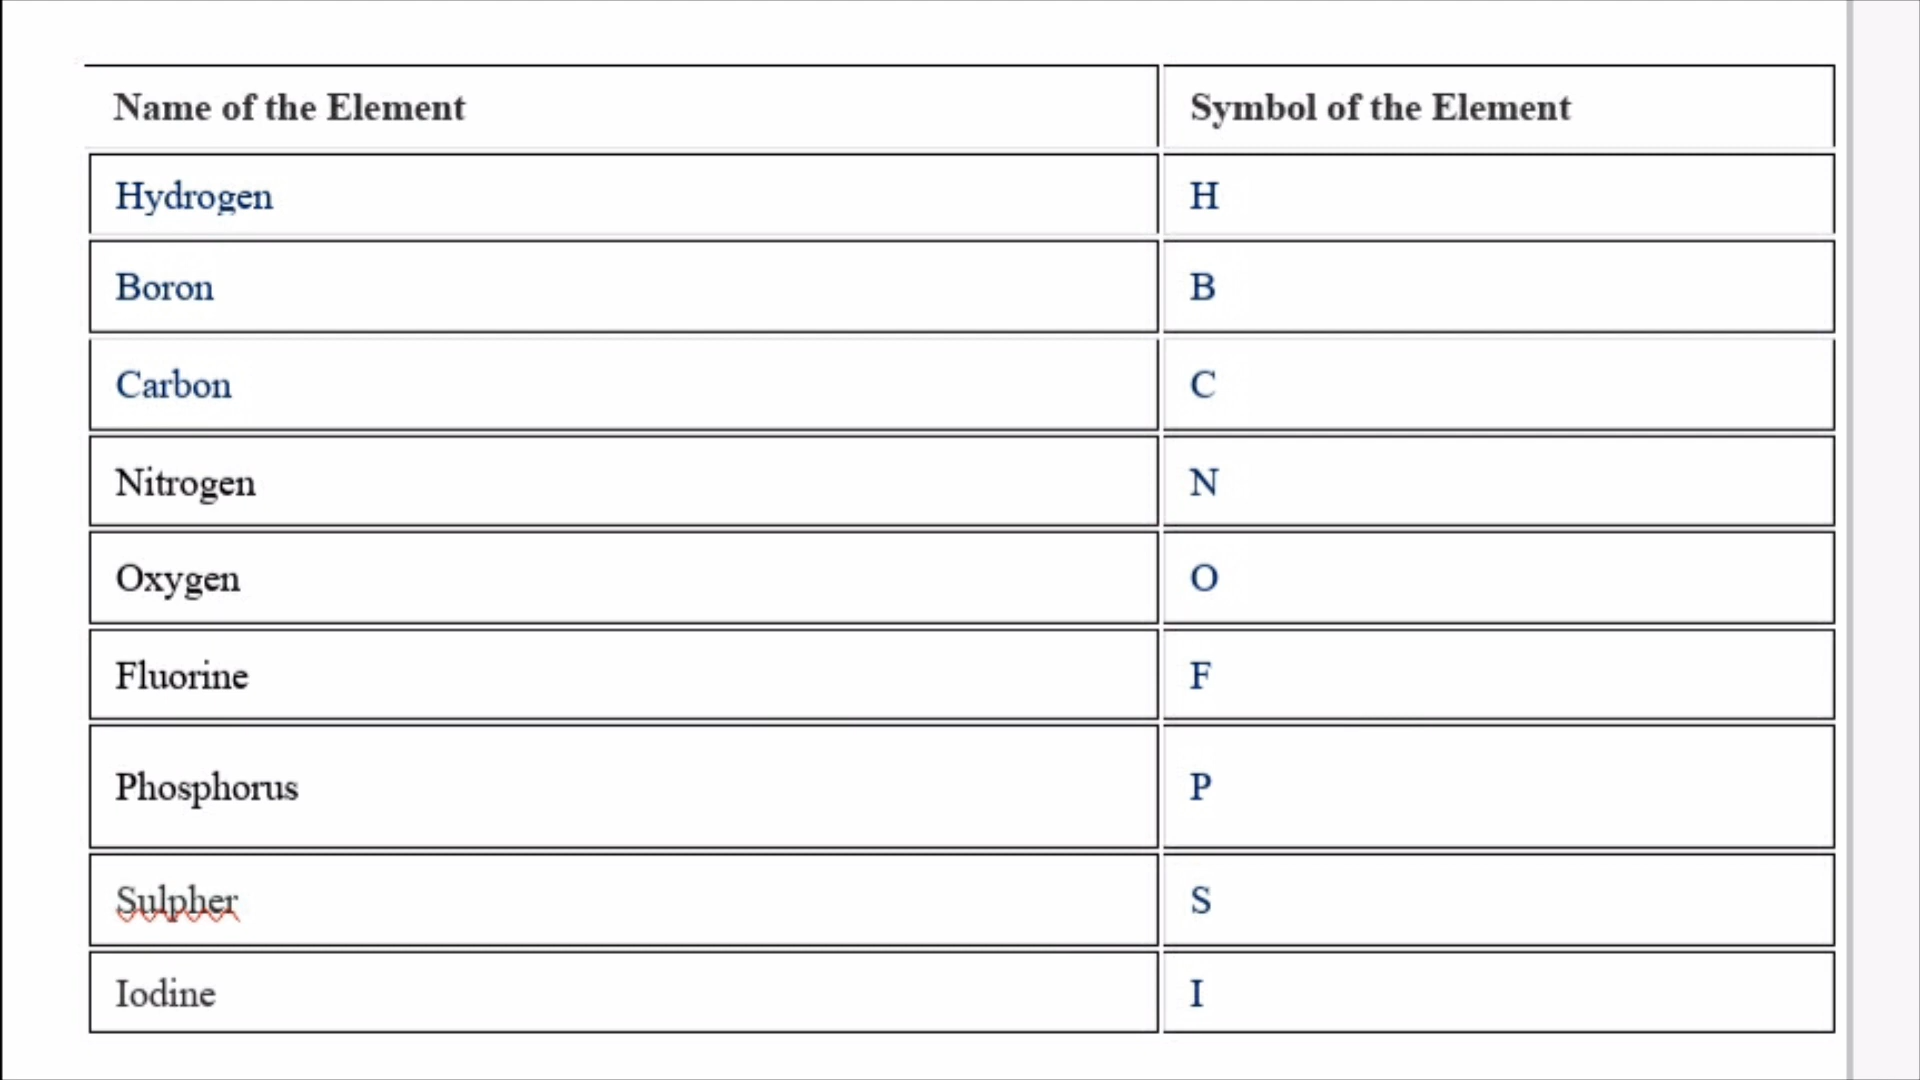 Name of the Element Symbol of the Element
Hydrogen H
Boron B
Carbon C
Nitrogen N
Oxygen O
Fluorine F
Phosphorus P
Sulpher S
Iodine I